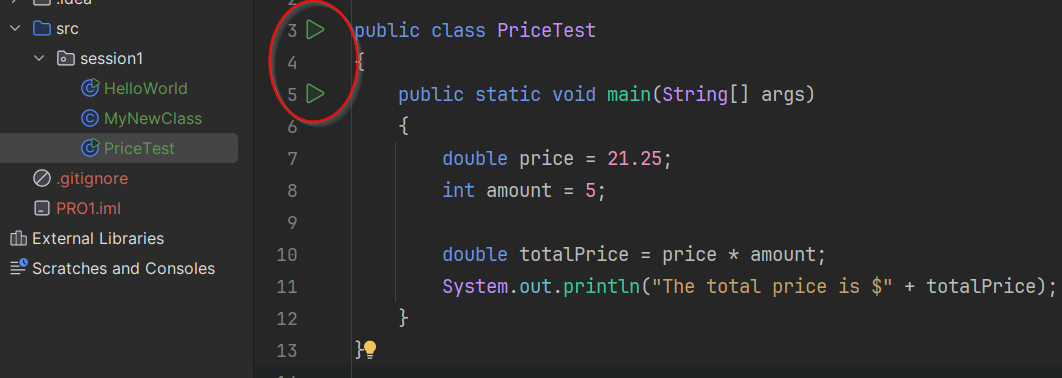 .idea
src
session1
HelloWorld
MyNewClass
PriceTest
.gitignore
PRO1.iml
External Libraries
Scratches and Consoles
3 public class PriceTest
4 {
5 public static void main(String[] args)
6 {
7 double price = 21.25;
8 int amount = 5;
9
10 double totalPrice = price * amount;
11 System.out.println("The total price is $" + totalPrice);
12 }
13 }